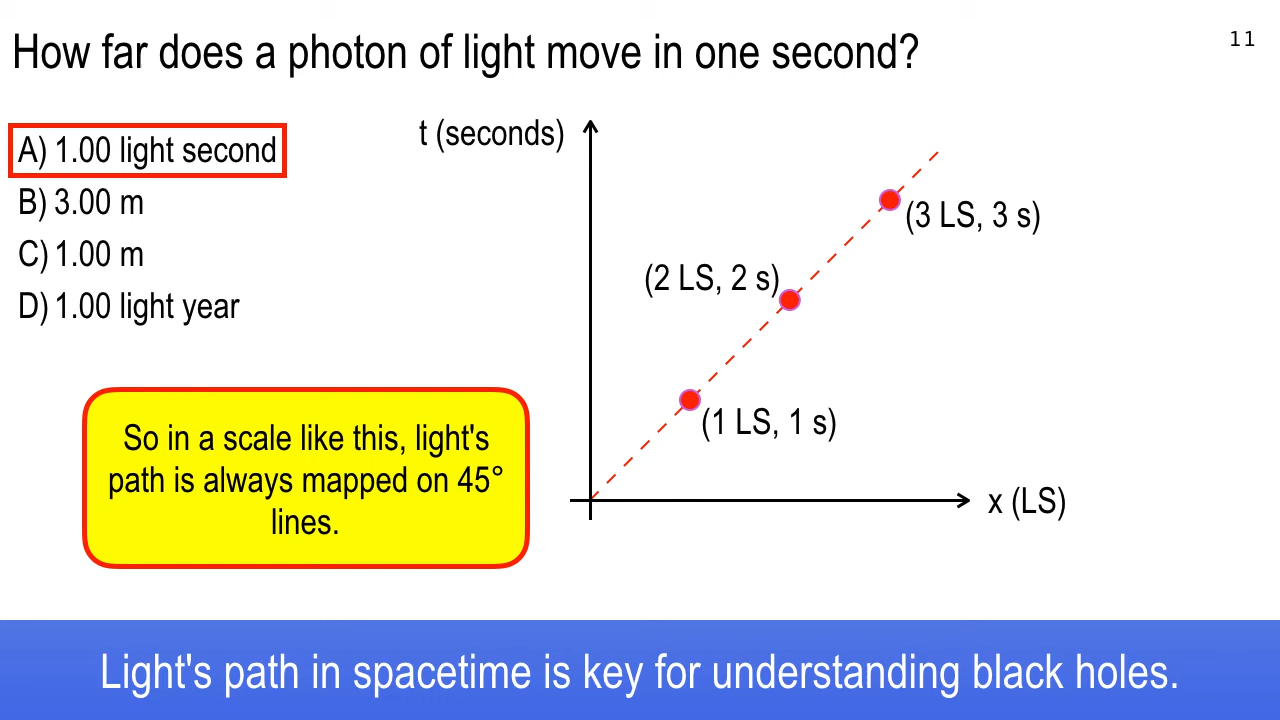 How far does a photon of light move in one second?
11
A) 1.00 light second
B) 3.00 m
C) 1.00 m
D) 1.00 light year
t (seconds)
(3 LS, 3 s)
(2 LS, 2 s)
(1 LS, 1 s)
x (LS)
So in a scale like this, light's
path is always mapped on 45°
lines.
Light's path in spacetime is key for understanding black holes.